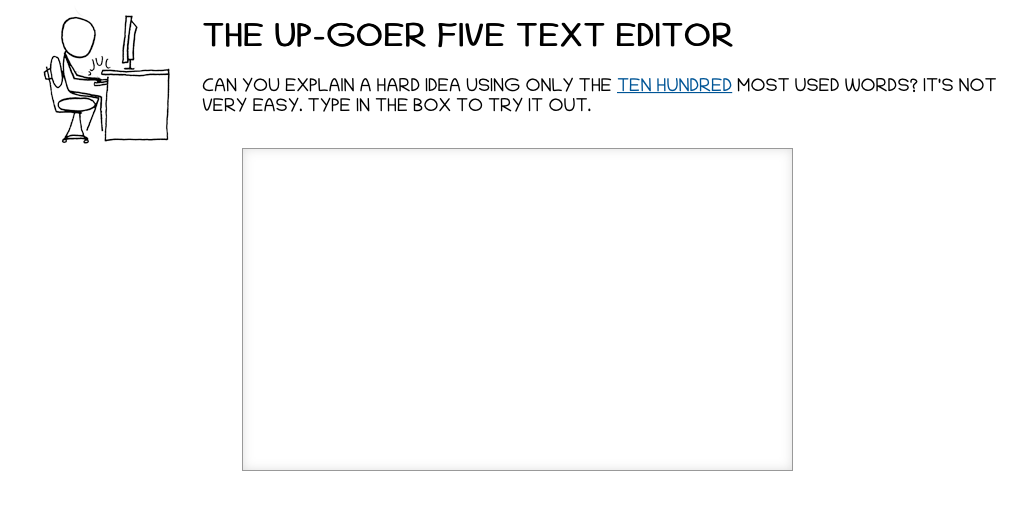 THE UP-GOER FIVE TEXT EDITOR
CAN YOU EXPLAIN A HARD IDEA USING ONLY THE TEN HUNDRED MOST USED WORDS? IT'S NOT
VERY EASY. TYPE IN THE BOX TO TRY IT OUT.